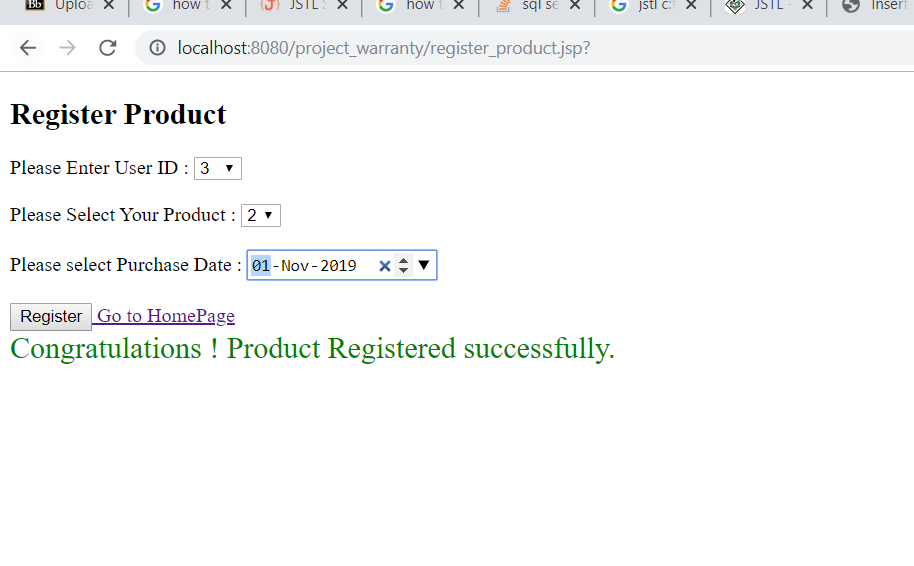 Bb Uploa how t JSTL S how t sql se jstl c:f JSTL - Insert
localhost:8080/project_warranty/register_product.jsp?
Register Product
Please Enter User ID : 3
Please Select Your Product : 2
Please select Purchase Date : 01-Nov-2019
Register Go to HomePage
Congratulations ! Product Registered successfully.